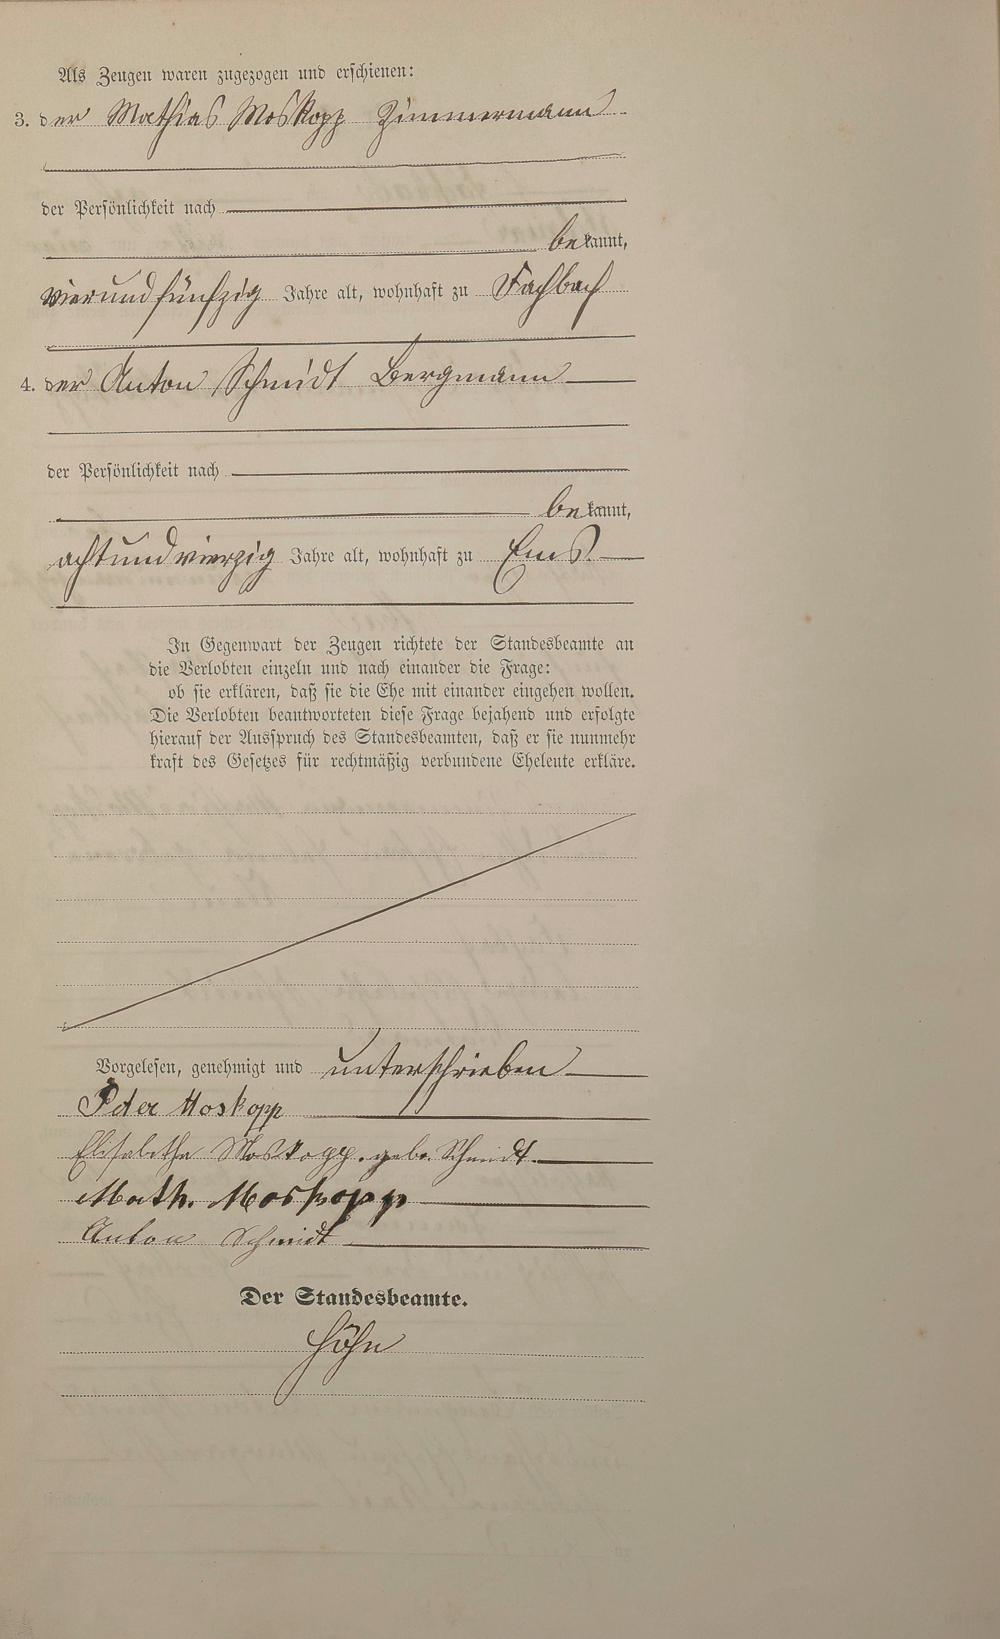 Als Zeugen waren zugezogen und erschienen:
3. der Mathias Moskopp Zimmermann
der Persönlichkeit nach
bekannt,
vierundfünfzig Jahre alt, wohnhaft zu Fachbach
4. der Anton Schmidt Bergmann
der Persönlichkeit nach
bekannt,
achtundvierzig Jahre alt, wohnhaft zu Ems
In Gegenwart der Zeugen richtete der Standesbeamte an
die Verlobten einzeln und nach einander die Frage:
ob sie erklären, daß sie die Ehe mit einander eingehen wollen.
Die Verlobten beantworteten diese Frage bejahend und erfolgte
hierauf der Ausspruch des Standesbeamten, daß er sie nunmehr
kraft des Gesetzes für rechtmäßig verbundene Eheleute erkläre.
Vorgelesen, genehmigt und unterschrieben
Peter Moskopp
Elisabetha Moskopp. gebr. Schmidt.
Math. Moskopp
Anton Schmidt
Der Standesbeamte.
Höhn